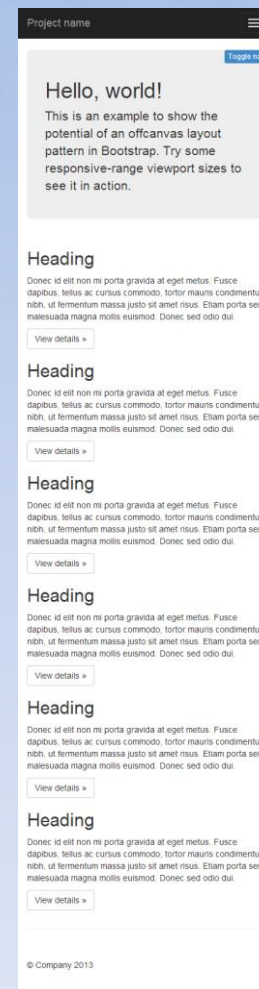 Project name
Toggle na
Hello, world!
This is an example to show the
potential of an offcanvas layout
pattern in Bootstrap. Try some
responsive-range viewport sizes to
see it in action.
Heading
Donec id elit non mi porta gravida at eget metus. Fusce
dapibus, tellus ac cursus commodo, tortor mauris condimentu
nibh, ut fermentum massa justo sit amet risus. Etiam porta sem
malesuada magna mollis euismod. Donec sed odio dui.
View details »
Heading
Donec id elit non mi porta gravida at eget metus. Fusce
dapibus, tellus ac cursus commodo, tortor mauris condimentu
nibh, ut fermentum massa justo sit amet risus. Etiam porta sem
malesuada magna mollis euismod. Donec sed odio dui.
View details »
Heading
Donec id elit non mi porta gravida at eget metus. Fusce
dapibus, tellus ac cursus commodo, tortor mauris condimentu
nibh, ut fermentum massa justo sit amet risus. Etiam porta sem
malesuada magna mollis euismod. Donec sed odio dui.
View details »
Heading
Donec id elit non mi porta gravida at eget metus. Fusce
dapibus, tellus ac cursus commodo, tortor mauris condimentu
nibh, ut fermentum massa justo sit amet risus. Etiam porta sem
malesuada magna mollis euismod. Donec sed odio dui.
View details »
Heading
Donec id elit non mi porta gravida at eget metus. Fusce
dapibus, tellus ac cursus commodo, tortor mauris condimentu
nibh, ut fermentum massa justo sit amet risus. Etiam porta sem
malesuada magna mollis euismod. Donec sed odio dui.
View details »
Heading
Donec id elit non mi porta gravida at eget metus. Fusce
dapibus, tellus ac cursus commodo, tortor mauris condimentu
nibh, ut fermentum massa justo sit amet risus. Etiam porta sem
malesuada magna mollis euismod. Donec sed odio dui.
View details »
© Company 2013